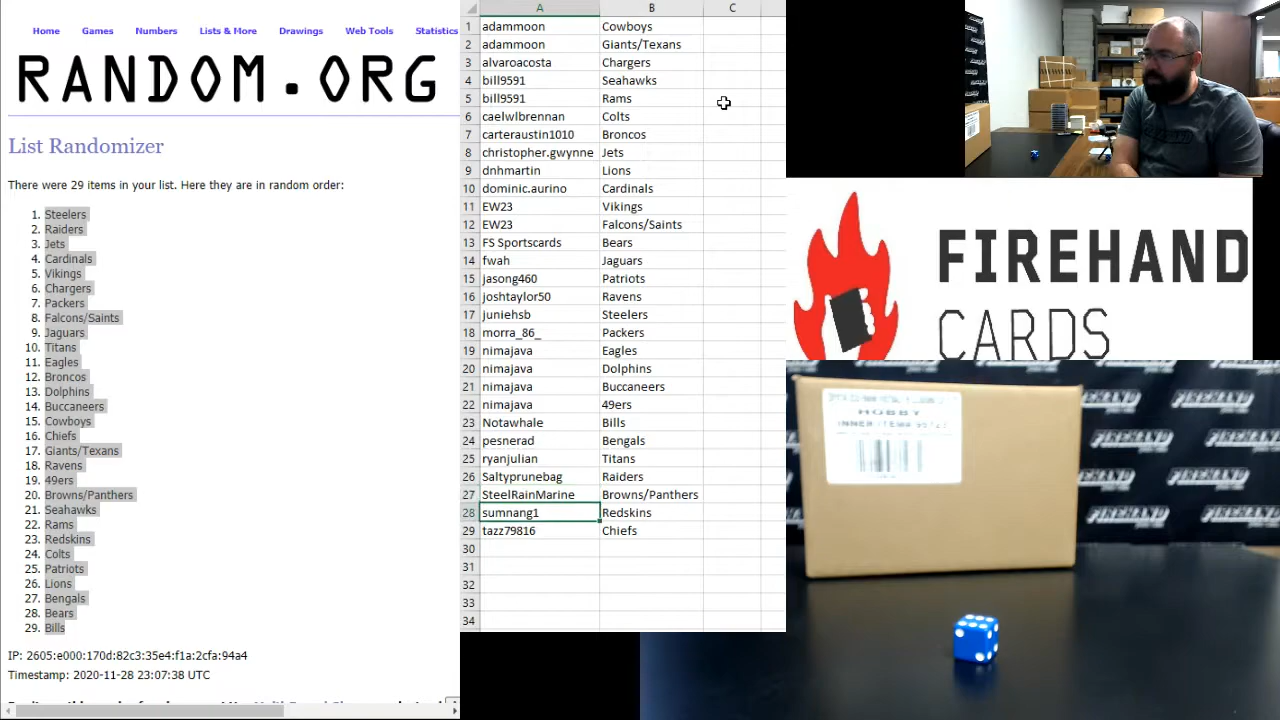 Home Games Numbers Lists & More Drawings Web Tools Statistics
RANDOM.ORG
List Randomizer
There were 29 items in your list. Here they are in random order:
1. Steelers
2. Raiders
3. Jets
4. Cardinals
5. Vikings
6. Chargers
7. Packers
8. Falcons/Saints
9. Jaguars
10. Titans
11. Eagles
12. Broncos
13. Dolphins
14. Buccaneers
15. Cowboys
16. Chiefs
17. Giants/Texans
18. Ravens
19. 49ers
20. Browns/Panthers
21. Seahawks
22. Rams
23. Redskins
24. Colts
25. Patriots
26. Lions
27. Bengals
28. Bears
29. Bills
IP: 2605:e000:170d:82c3:35e4:f1a:2cfa:94a4
Timestamp: 2020-11-28 23:07:38 UTC
A B C
1 adammoon Cowboys
2 adammoon Giants/Texans
3 alvaroacosta Chargers
4 bill9591 Seahawks
5 bill9591 Rams
6 caelwlbrennan Colts
7 carteraustin1010 Broncos
8 christopher.gwynne Jets
9 dnhmartin Lions
10 dominic.aurino Cardinals
11 EW23 Vikings
12 EW23 Falcons/Saints
13 FS Sportscards Bears
14 fwah Jaguars
15 jasong460 Patriots
16 joshtaylor50 Ravens
17 juniehsb Steelers
18 morra_86_ Packers
19 nimajava Eagles
20 nimajava Dolphins
21 nimajava Buccaneers
22 nimajava 49ers
23 Notawhale Bills
24 pesnerad Bengals
25 ryanjulian Titans
26 Saltyprunebag Raiders
27 SteelRainMarine Browns/Panthers
28 sumnang1 Redskins
29 tazz79816 Chiefs
30
31
32
33
34
FIREHAND
CARDS
HOBBY
INNER ITEM#
FIREHAND
FIREHAND
FIREHAND
FIREHAND